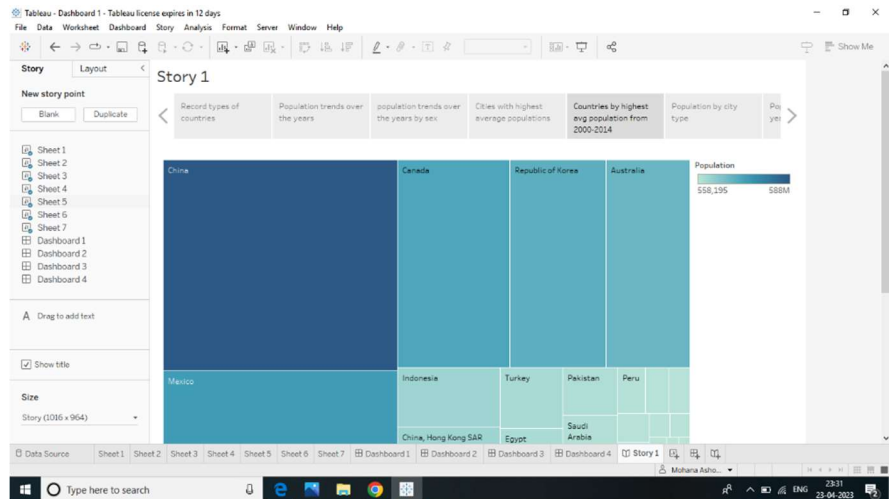 Tableau - Dashboard 1 - Tableau license expires in 12 days
File Data Worksheet Dashboard Story Analysis Format Server Window Help
Show Me
Story Layout
Story 1
New story point
Blank Duplicate
Record types of countries
Population trends over the years
population trends over the years by sex
Cities with highest average populations
Countries by highest avg population from 2000-2014
Population by city type
Sheet 1
Sheet 2
Sheet 3
Sheet 4
Sheet 5
Sheet 6
Sheet 7
Dashboard 1
Dashboard 2
Dashboard 3
Dashboard 4
A Drag to add text
Show title
Size
Story (1016 x 964)
China
Canada
Republic of Korea
Australia
Mexico
Indonesia
Turkey
Pakistan
Peru
China, Hong Kong SAR
Egypt
Saudi Arabia
Population
558,195 588M
Data Source Sheet 1 Sheet 2 Sheet 3 Sheet 4 Sheet 5 Sheet 6 Sheet 7 Dashboard 1 Dashboard 2 Dashboard 3 Dashboard 4 Story 1
Mohana Asho...
Type here to search
ENG
23:31
23-04-2023